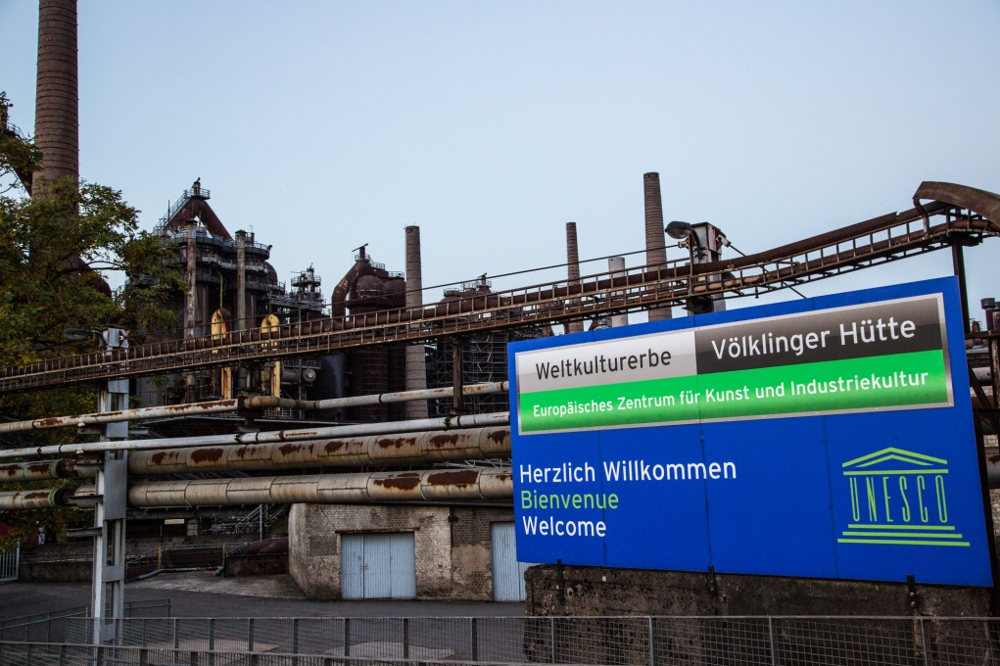 Weltkulturerbe Völklinger Hütte
Europäisches Zentrum für Kunst und Industriekultur
Herzlich Willkommen
Bienvenue
Welcome
UNESCO